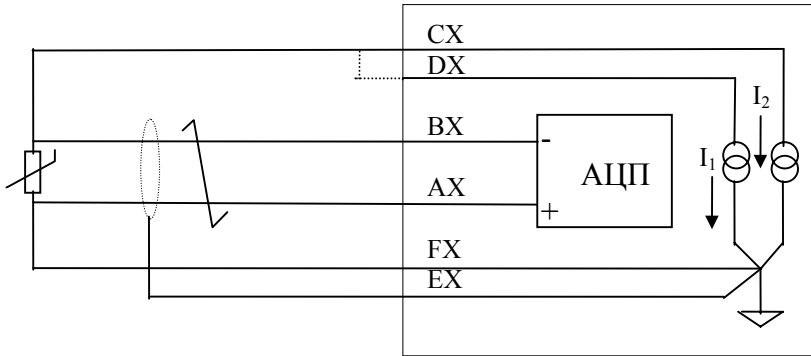 CX
DX
I₂
BX
-
I₁
АЦП
AX
+
FX
EX